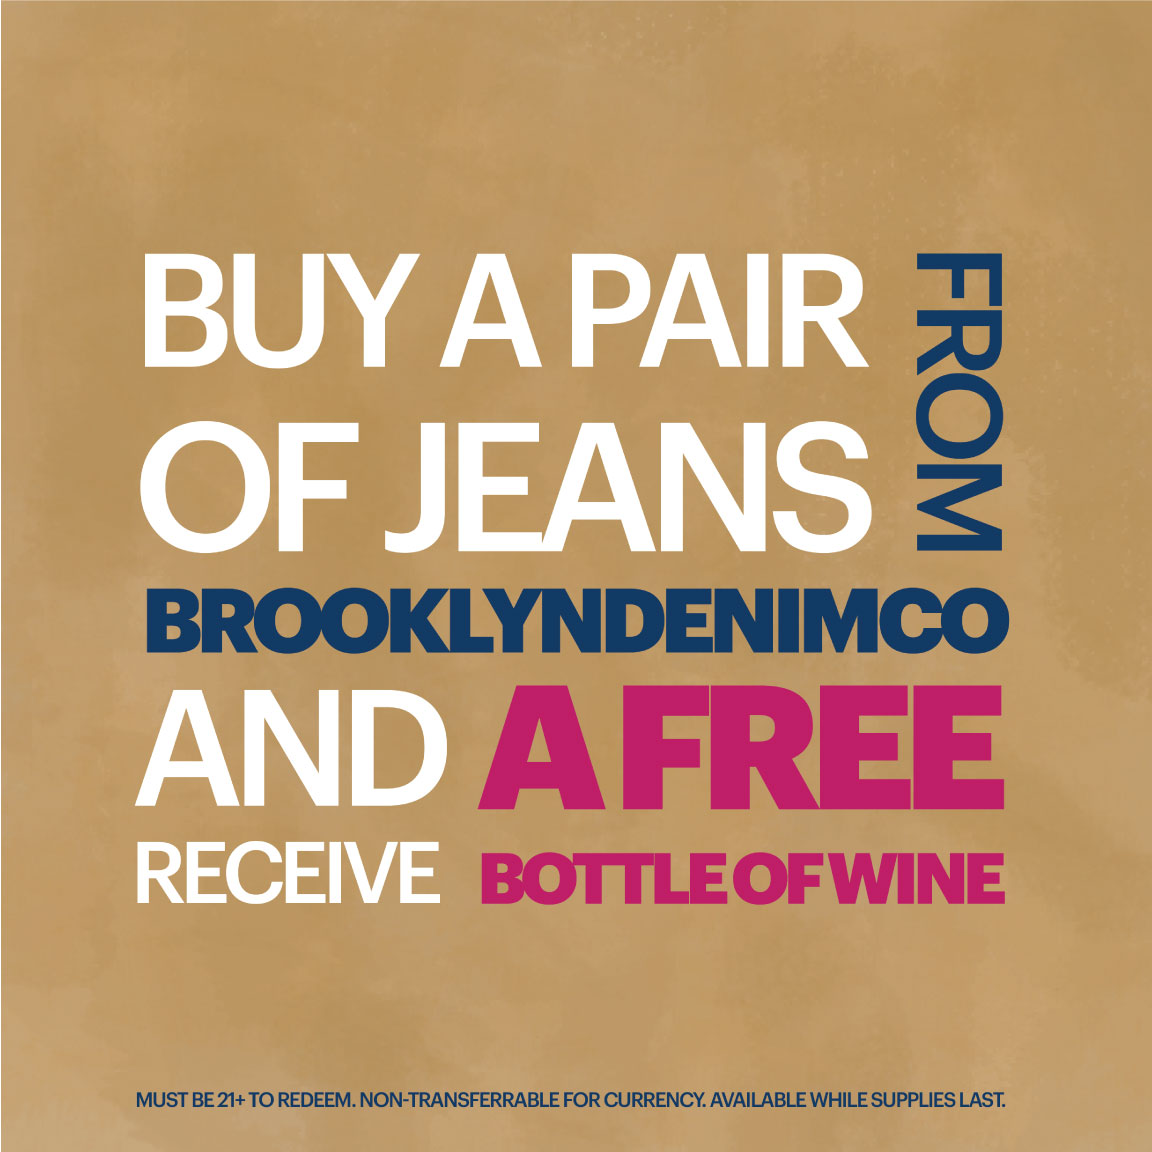 BUY A PAIR
OF JEANS
FROM
BROOKLYNDENIMCO
AND A FREE
RECEIVE BOTTLE OF WINE
MUST BE 21+ TO REDEEM. NON-TRANSFERRABLE FOR CURRENCY. AVAILABLE WHILE SUPPLIES LAST.